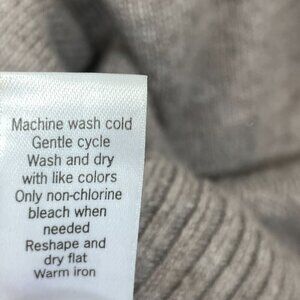 Machine wash cold
Gentle cycle
Wash and dry
with like colors
Only non-chlorine
bleach when
needed
Reshape and
dry flat
Warm iron